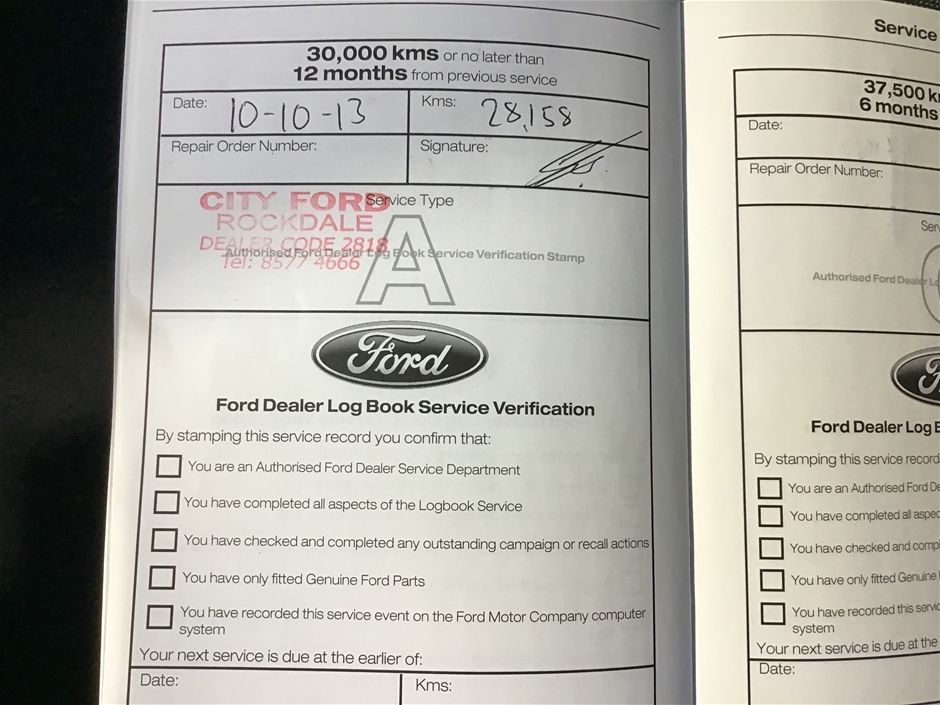 30,000 kms or no later than
12 months from previous service
Date: 10-10-13
Kms: 28,158
Repair Order Number:
Signature:
Service Type
CITY FORD
ROCKDALE
DEALER CODE 2818
Tel: 8577 4666
A
Authorised Ford Dealer Log Book Service Verification Stamp
Ford
Ford Dealer Log Book Service Verification
By stamping this service record you confirm that:
You are an Authorised Ford Dealer Service Department
You have completed all aspects of the Logbook Service
You have checked and completed any outstanding campaign or recall actions
You have only fitted Genuine Ford Parts
You have recorded this service event on the Ford Motor Company computer
system
Your next service is due at the earlier of:
Date:
Kms:
Service
37,500
6 months
Date:
Repair Order Number:
Authorised Ford Dealer
Ford Dealer Log
By stamping this service record
You are an Authorised Ford
You have completed all
You have checked and
You have only fitted Genuine
You have recorded this
system
Your next service is due at the
Date: